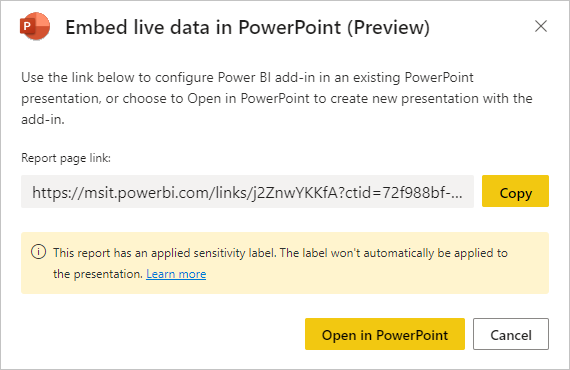 P
Embed live data in PowerPoint (Preview)
Use the link below to configure Power BI add-in in an existing PowerPoint
presentation, or choose to Open in PowerPoint to create new presentation with the
add-in.
Report page link:
https://msit.powerbi.com/links/j2ZnwYKKfA?ctid=72f988bf-...
Copy
This report has an applied sensitivity label. The label won't automatically be applied to
the presentation. Learn more
Open in PowerPoint
Cancel